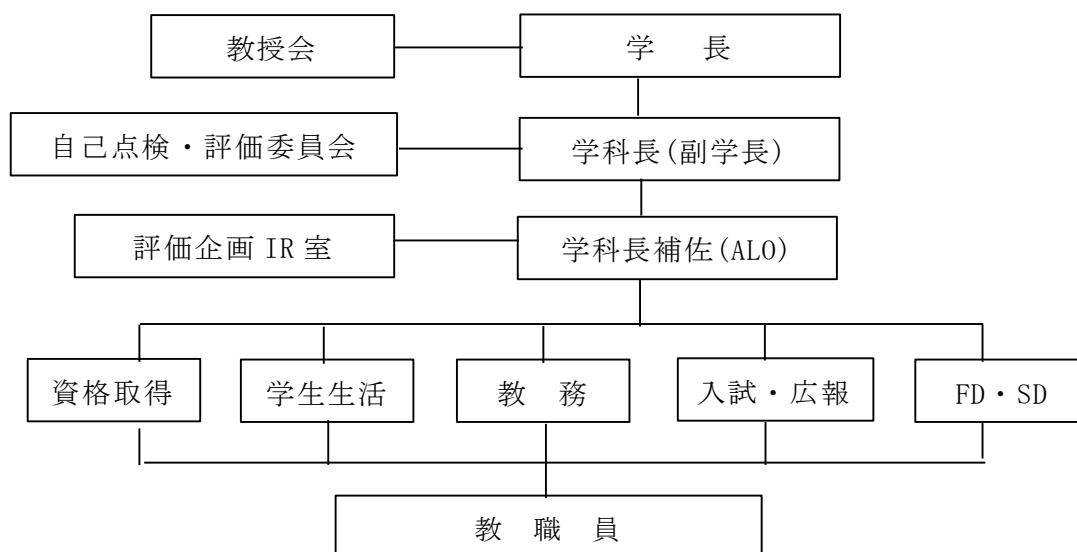 教授会
学 長
自己点検・評価委員会
学科長(副学長)
評価企画 IR 室
学科長補佐(ALO)
資格取得
学生生活
教 務
入試・広報
FD・SD
教 職 員